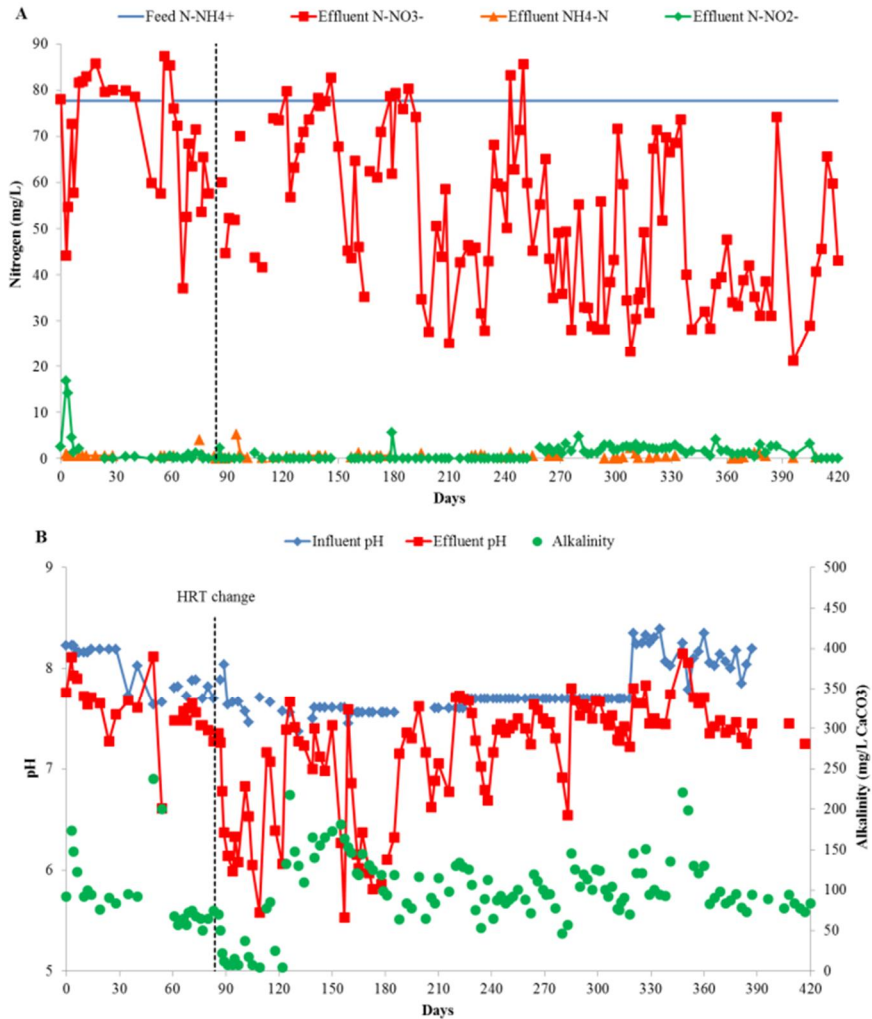 A
Feed N-NH4+ Effluent N-NO3- Effluent NH4-N Effluent N-NO2-
90
80
70
60
50
40
30
20
10
0
Nitrogen (mg/L)
0 30 60 90 120 150 180 210 240 270 300 330 360 390 420
Days
B
Influent pH Effluent pH Alkalinity
HRT change
9
8
7
6
5
pH
500
450
400
350
300
250
200
150
100
50
0
Alkalinity (mg/L CaCO3)
0 30 60 90 120 150 180 210 240 270 300 330 360 390 420
Days